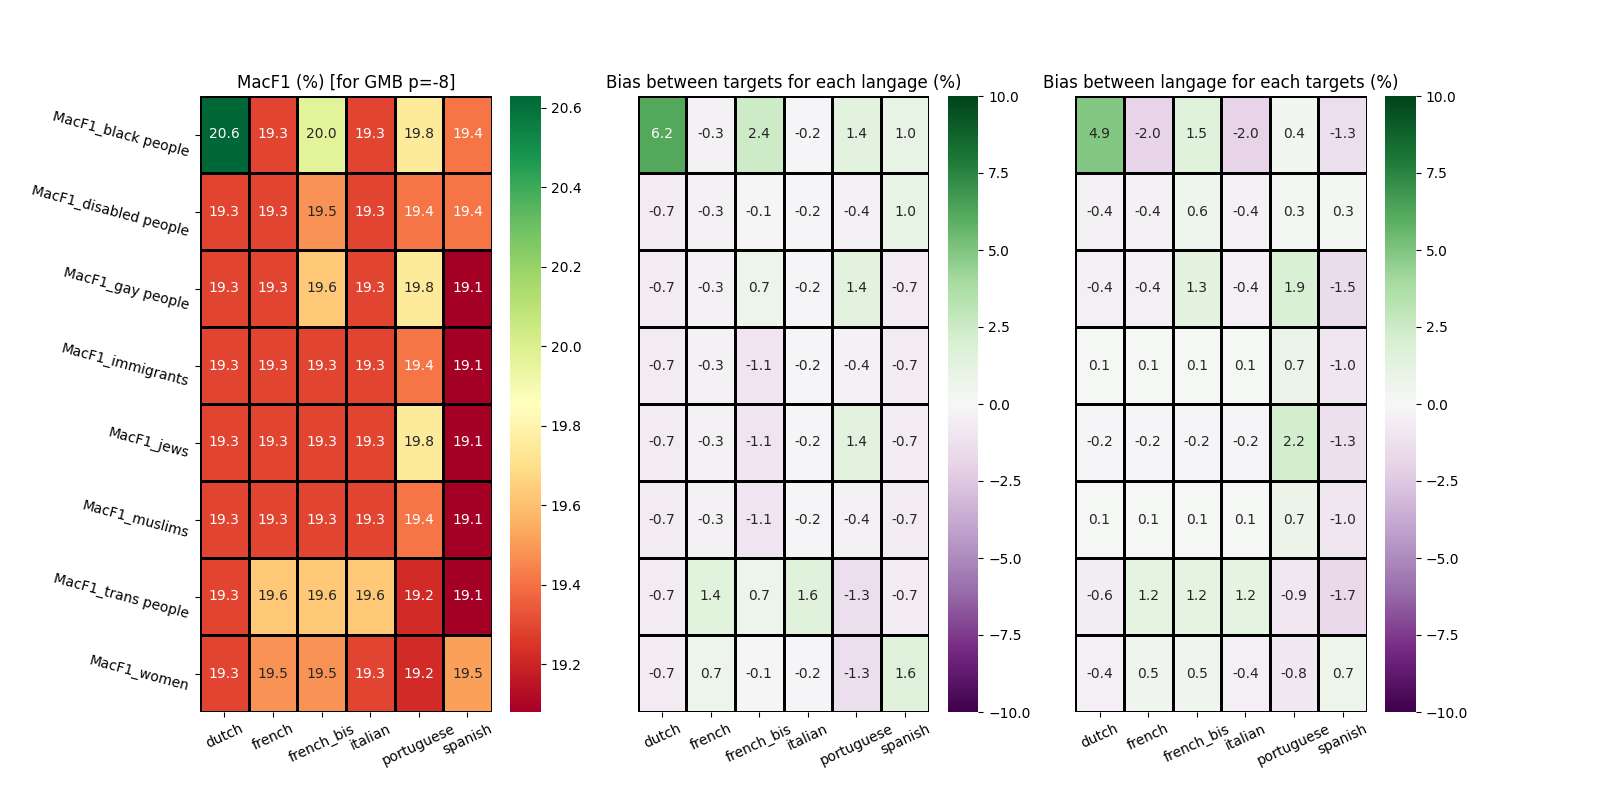 MacF1 (%) [for GMB p=-8]
Bias between targets for each langage (%)
Bias between langage for each targets (%)
MacF1_black people
MacF1_disabled people
MacF1_gay people
MacF1_immigrants
MacF1_jews
MacF1_muslims
MacF1_trans people
MacF1_women
20.6 19.3 20.0 19.3 19.8 19.4
19.3 19.3 19.5 19.3 19.4 19.4
19.3 19.3 19.6 19.3 19.8 19.1
19.3 19.3 19.3 19.3 19.4 19.1
19.3 19.3 19.3 19.3 19.8 19.1
19.3 19.3 19.3 19.3 19.4 19.1
19.3 19.6 19.6 19.6 19.2 19.1
19.3 19.5 19.5 19.3 19.2 19.5
dutch french french_bis italian portuguese spanish
20.6
20.4
20.2
20.0
19.8
19.6
19.4
19.2
6.2 -0.3 2.4 -0.2 1.4 1.0
-0.7 -0.3 -0.1 -0.2 -0.4 1.0
-0.7 -0.3 0.7 -0.2 1.4 -0.7
-0.7 -0.3 -1.1 -0.2 -0.4 -0.7
-0.7 -0.3 -1.1 -0.2 1.4 -0.7
-0.7 -0.3 -1.1 -0.2 -0.4 -0.7
-0.7 1.4 0.7 1.6 -1.3 -0.7
-0.7 0.7 -0.1 -0.2 -1.3 1.6
dutch french french_bis italian portuguese spanish
10.0
7.5
5.0
2.5
0.0
−2.5
−5.0
−7.5
−10.0
4.9 -2.0 1.5 -2.0 0.4 -1.3
-0.4 -0.4 0.6 -0.4 0.3 0.3
-0.4 -0.4 1.3 -0.4 1.9 -1.5
0.1 0.1 0.1 0.1 0.7 -1.0
-0.2 -0.2 -0.2 -0.2 2.2 -1.3
0.1 0.1 0.1 0.1 0.7 -1.0
-0.6 1.2 1.2 1.2 -0.9 -1.7
-0.4 0.5 0.5 -0.4 -0.8 0.7
dutch french french_bis italian portuguese spanish
10.0
7.5
5.0
2.5
0.0
−2.5
−5.0
−7.5
−10.0